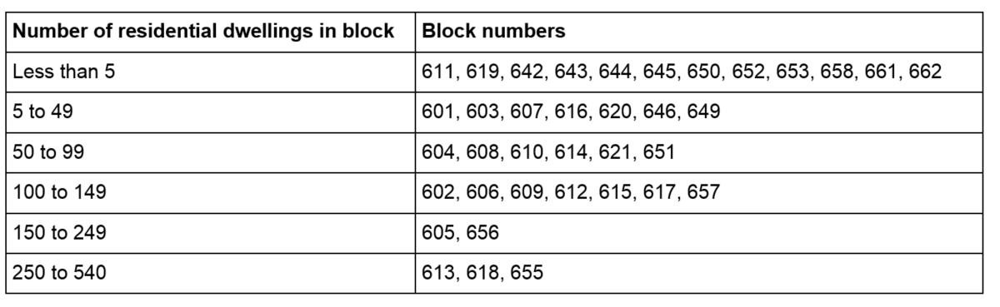 Number of residential dwellings in block Block numbers
Less than 5 611, 619, 642, 643, 644, 645, 650, 652, 653, 658, 661, 662
5 to 49 601, 603, 607, 616, 620, 646, 649
50 to 99 604, 608, 610, 614, 621, 651
100 to 149 602, 606, 609, 612, 615, 617, 657
150 to 249 605, 656
250 to 540 613, 618, 655